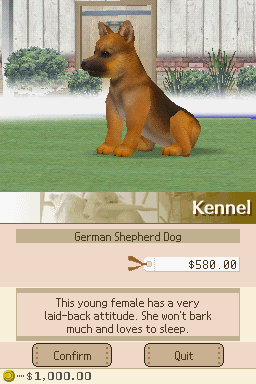 Kennel
German Shepherd Dog
$580.00
This young female has a very
laid-back attitude. She won't bark
much and loves to sleep.
Confirm
Quit
$1,000.00